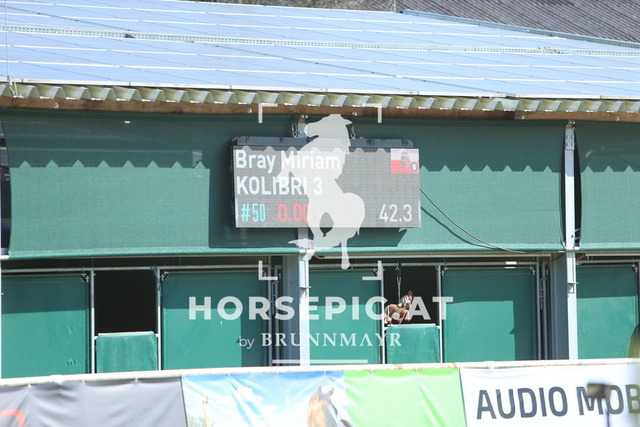 Bray Miriam
KOLIBRI 3
#50 0.00 42.3
HORSEPIC.AT
by BRUNNMAYR
AUDIO MOB